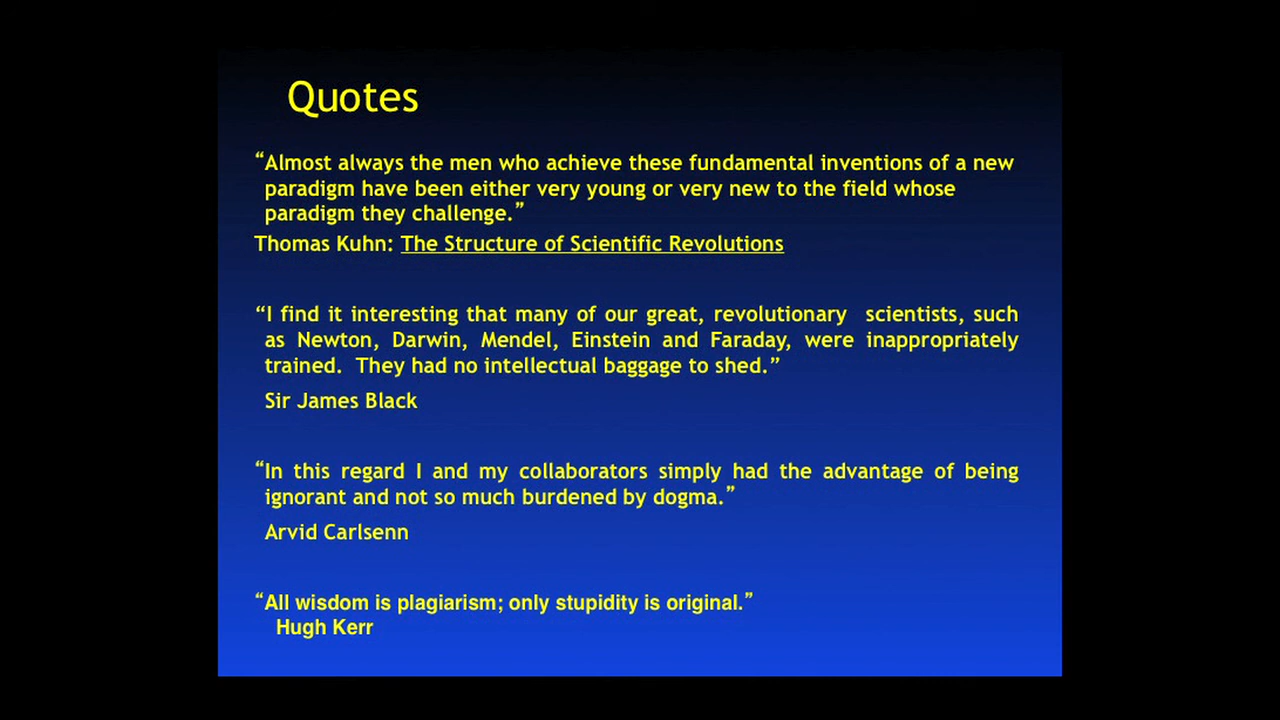 Quotes
“Almost always the men who achieve these fundamental inventions of a new
paradigm have been either very young or very new to the field whose
paradigm they challenge.”
Thomas Kuhn: The Structure of Scientific Revolutions
“I find it interesting that many of our great, revolutionary  scientists, such
as Newton, Darwin, Mendel, Einstein and Faraday, were inappropriately
trained.  They had no intellectual baggage to shed.”
Sir James Black
“In this regard I and my collaborators simply had the advantage of being
ignorant and not so much burdened by dogma.”
Arvid Carlsenn
“All wisdom is plagiarism; only stupidity is original.”
Hugh Kerr